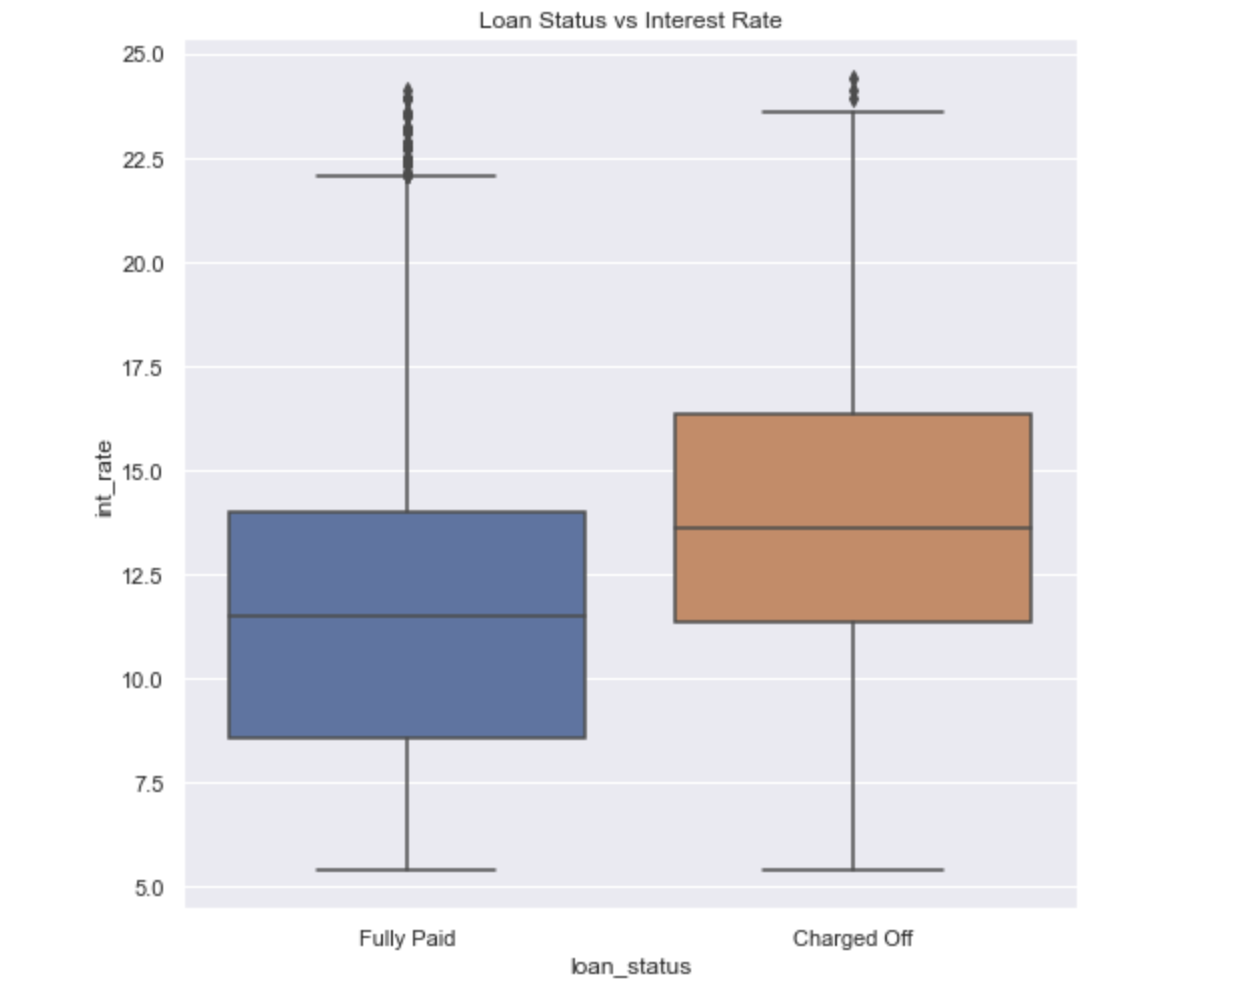 Loan Status vs Interest Rate
25.0
22.5
20.0
17.5
15.0
12.5
10.0
7.5
5.0
int_rate
Fully Paid
Charged Off
loan_status